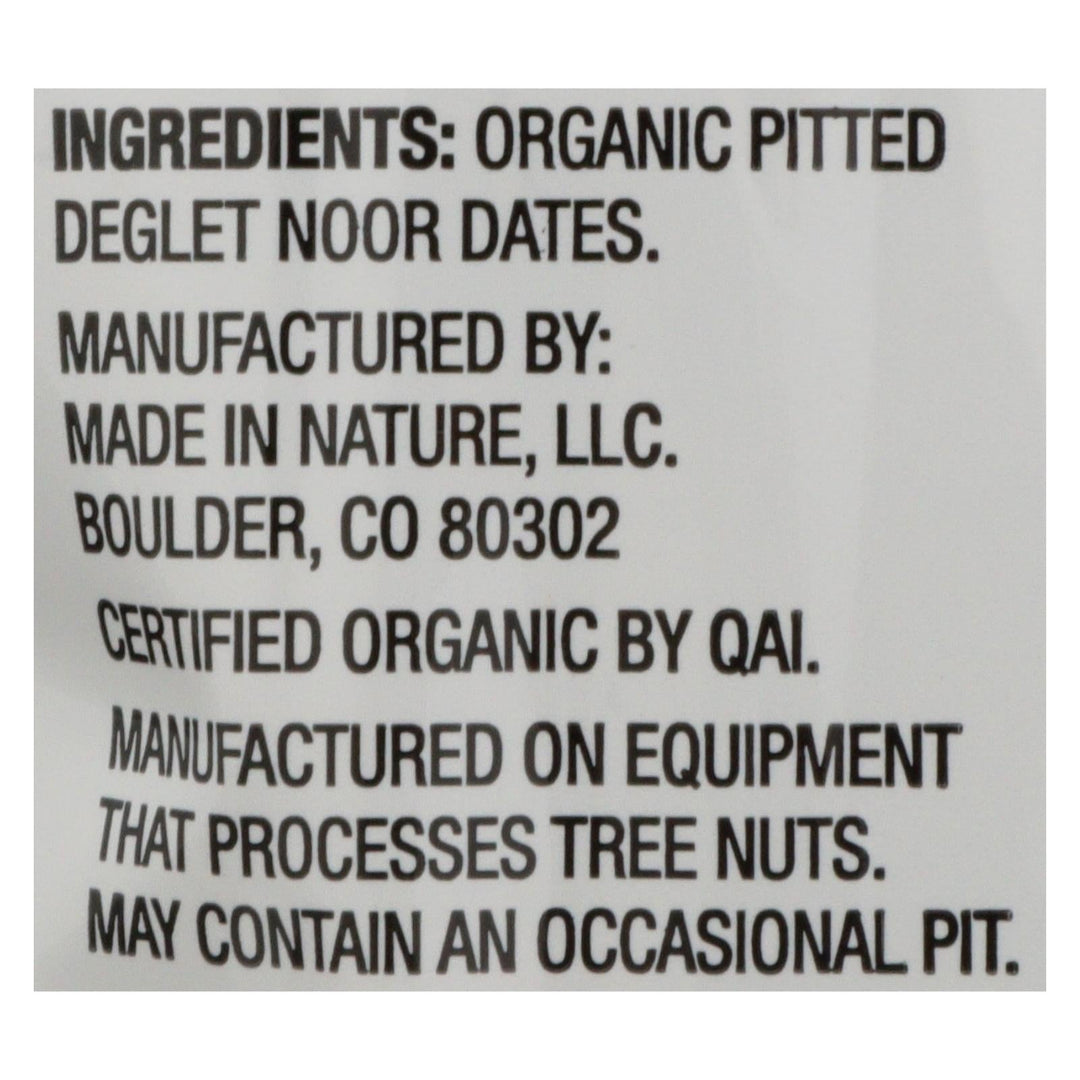 INGREDIENTS: ORGANIC PITTED
DEGLET NOOR DATES.
MANUFACTURED BY:
MADE IN NATURE, LLC.
BOULDER, CO 80302
CERTIFIED ORGANIC BY QAI.
MANUFACTURED ON EQUIPMENT
THAT PROCESSES TREE NUTS.
MAY CONTAIN AN OCCASIONAL PIT.